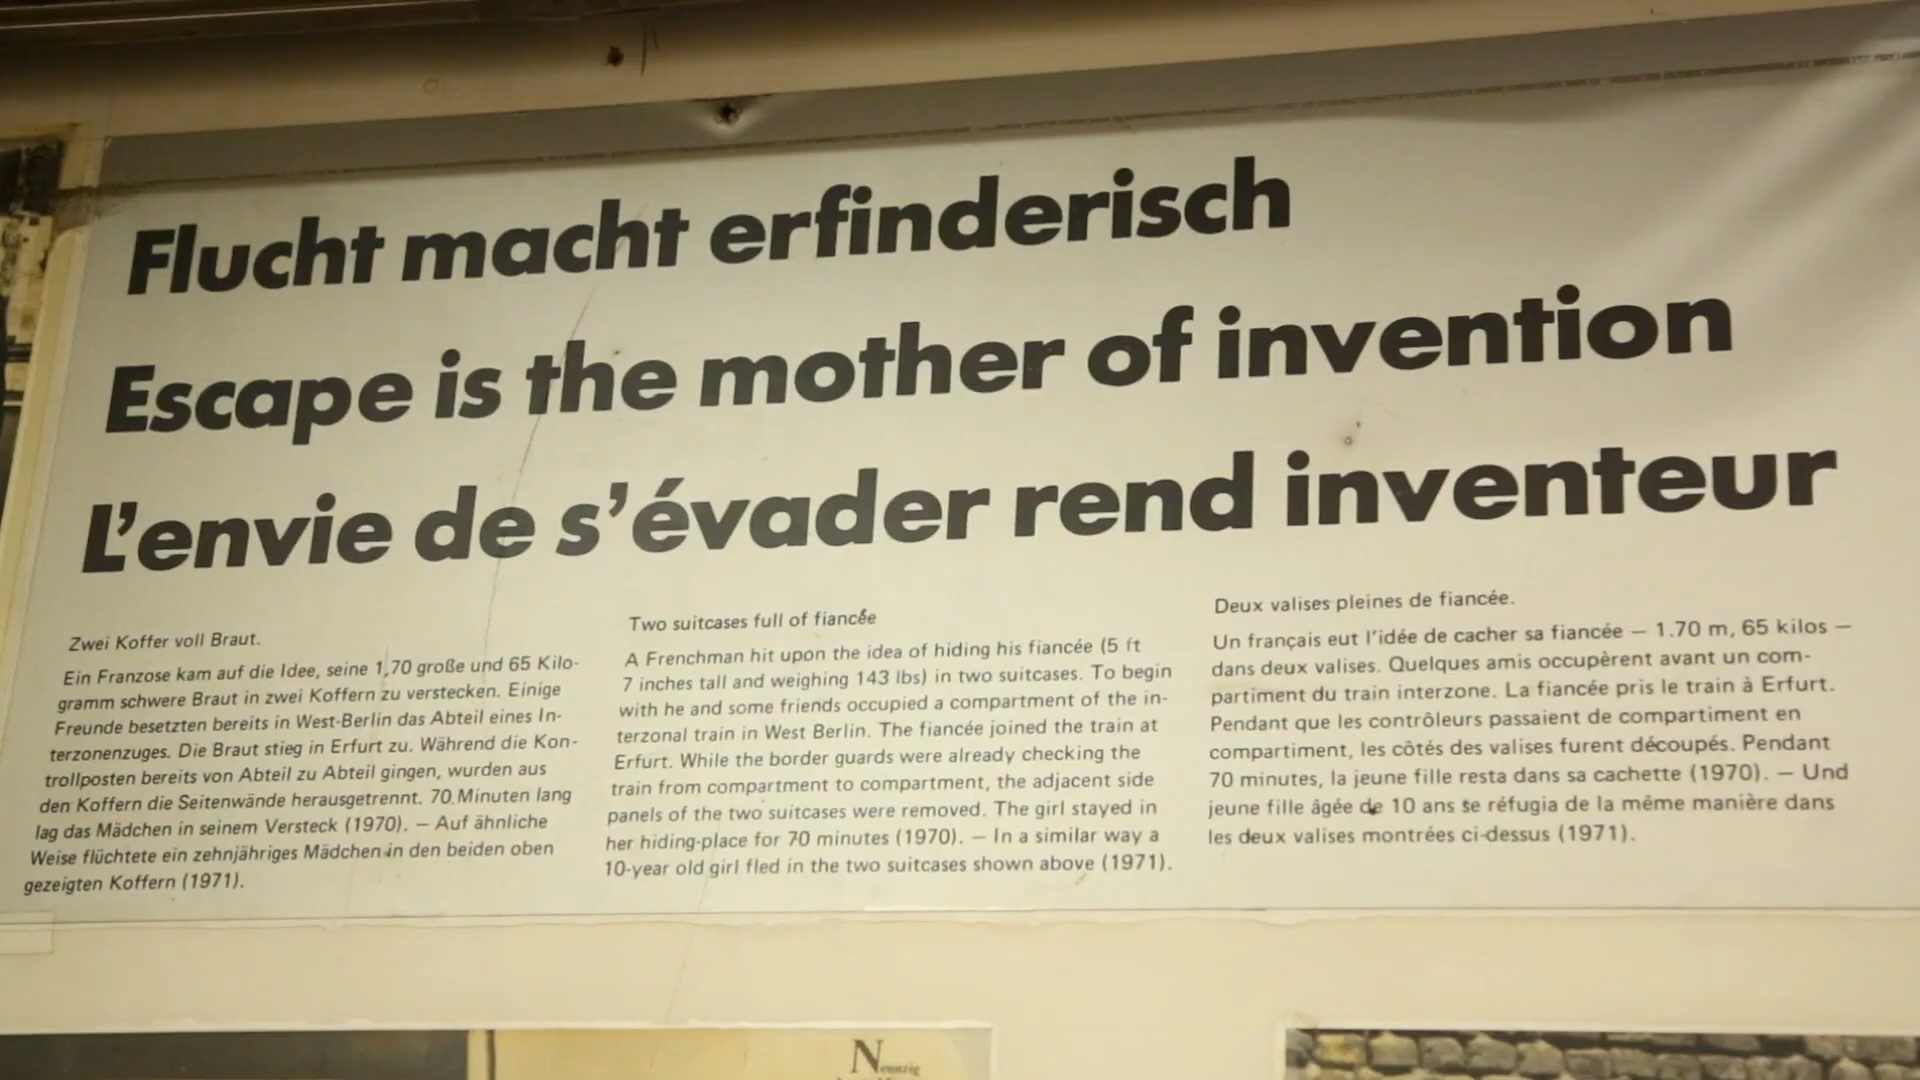 Flucht macht erfinderisch
Escape is the mother of invention
L'envie de s'évader rend inventeur
Zwei Koffer voll Braut.
Ein Franzose kam auf die Idee, seine 1,70 große und 65 Kilo-
gramm schwere Braut in zwei Koffern zu verstecken. Einige
Freunde besetzten bereits in West-Berlin das Abteil eines In-
terzonenzuges. Die Braut stieg in Erfurt zu. Während die Kon-
trollposten bereits von Abteil zu Abteil gingen, wurden aus
den Koffern die Seitenwände herausgetrennt. 70 Minuten lang
lag das Mädchen in seinem Versteck (1970). — Auf ähnliche
Weise flüchtete ein zehnjähriges Mädchen in den beiden oben
gezeigten Koffern (1971).
Two suitcases full of fiancée
A Frenchman hit upon the idea of hiding his fiancée (5 ft
7 inches tall and weighing 143 lbs) in two suitcases. To begin
with he and some friends occupied a compartment of the in-
terzonal train in West Berlin. The fiancée joined the train at
Erfurt. While the border guards were already checking the
train from compartment to compartment, the adjacent side
panels of the two suitcases were removed. The girl stayed in
her hiding-place for 70 minutes (1970). — In a similar way a
10-year old girl fled in the two suitcases shown above (1971).
Deux valises pleines de fiancée.
Un français eut l'idée de cacher sa fiancée — 1.70 m, 65 kilos —
dans deux valises. Quelques amis occupèrent avant un com-
partiment du train interzone. La fiancée pris le train à Erfurt.
Pendant que les contrôleurs passaient de compartiment en
compartiment, les côtés des valises furent découpés. Pendant
70 minutes, la jeune fille resta dans sa cachette (1970). — Und
jeune fille âgée de 10 ans se réfugia de la même manière dans
les deux valises montrées ci-dessus (1971).
Neunzig